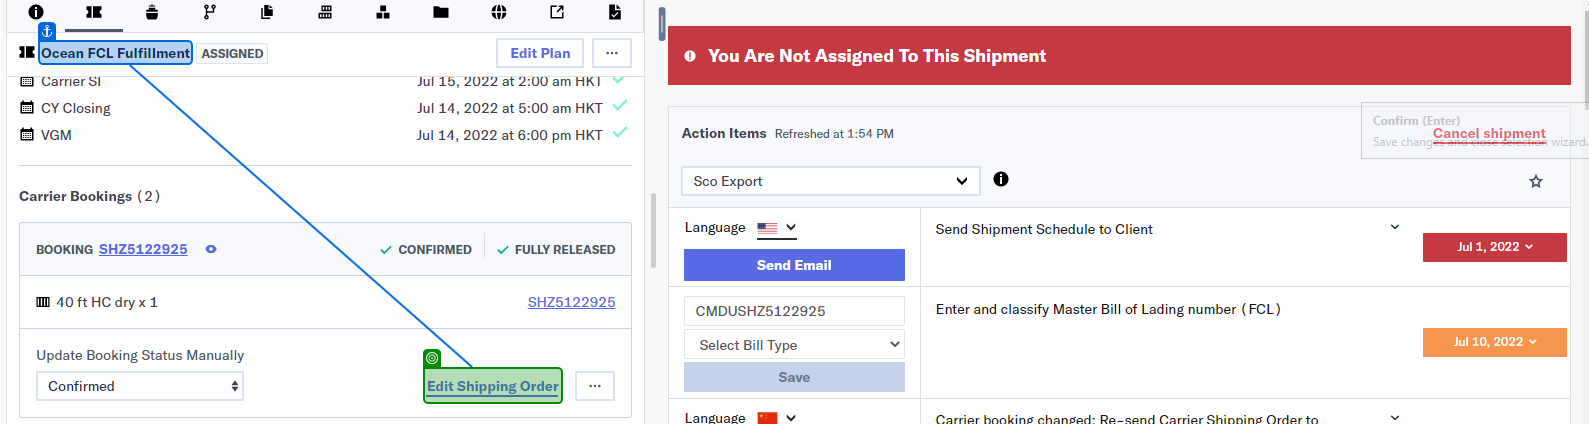 Ocean FCL Fulfillment ASSIGNED Edit Plan ...
Carrier SI Jul 15, 2022 at 2:00 am HKT
CY Closing Jul 14, 2022 at 5:00 am HKT
VGM Jul 14, 2022 at 6:00 pm HKT
Carrier Bookings (2)
BOOKING SHZ5122925 CONFIRMED FULLY RELEASED
40 ft HC dry x 1 SHZ5122925
Update Booking Status Manually
Confirmed Edit Shipping Order ...
You Are Not Assigned To This Shipment
Action Items Refreshed at 1:54 PM
Cancel shipment
Confirm (Enter)
Save changes and close selection wizard.
Sco Export
Language
Send Email
Send Shipment Schedule to Client
Jul 1, 2022
CMDUSHZ5122925
Select Bill Type
Save
Enter and classify Master Bill of Lading number (FCL)
Jul 10, 2022
Language
Carrier booking changed: Re-send Carrier Shipping Order to